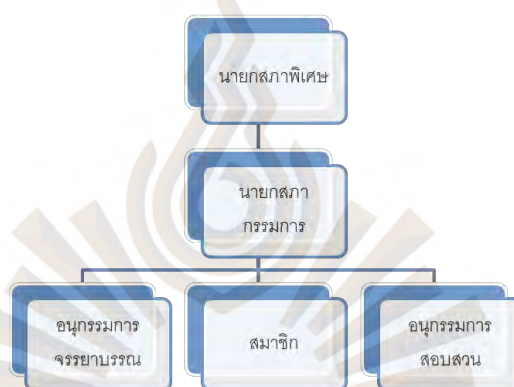 นายกสภาพิเศษ
นายกสภา
กรรมการ
อนุกรรมการ
จรรยาบรรณ
สมาชิก
อนุกรรมการ
สอบสวน